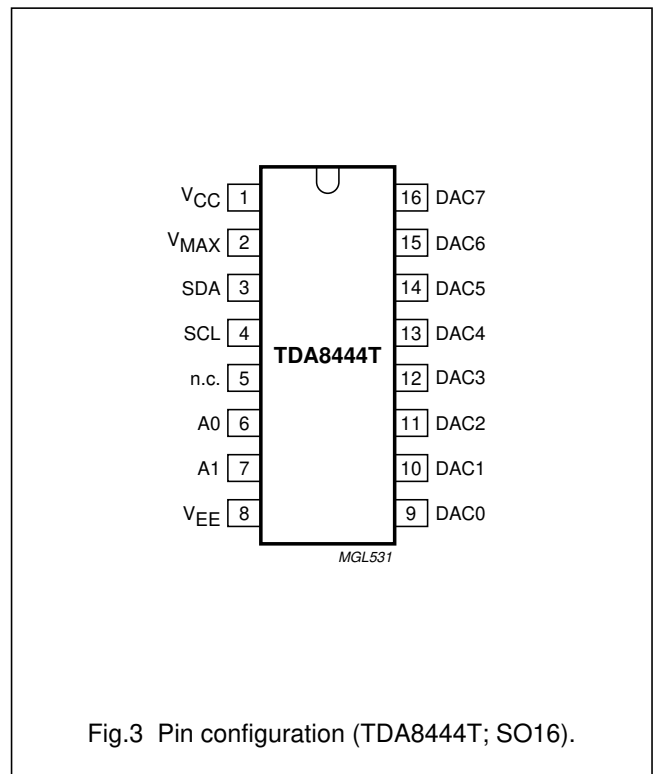 VCC 1 16 DAC7
VMAX 2 15 DAC6
SDA 3 14 DAC5
SCL 4 13 DAC4
TDA8444T
n.c. 5 12 DAC3
A0 6 11 DAC2
A1 7 10 DAC1
VEE 8 9 DAC0
MGL531
Fig.3 Pin configuration (TDA8444T; SO16).